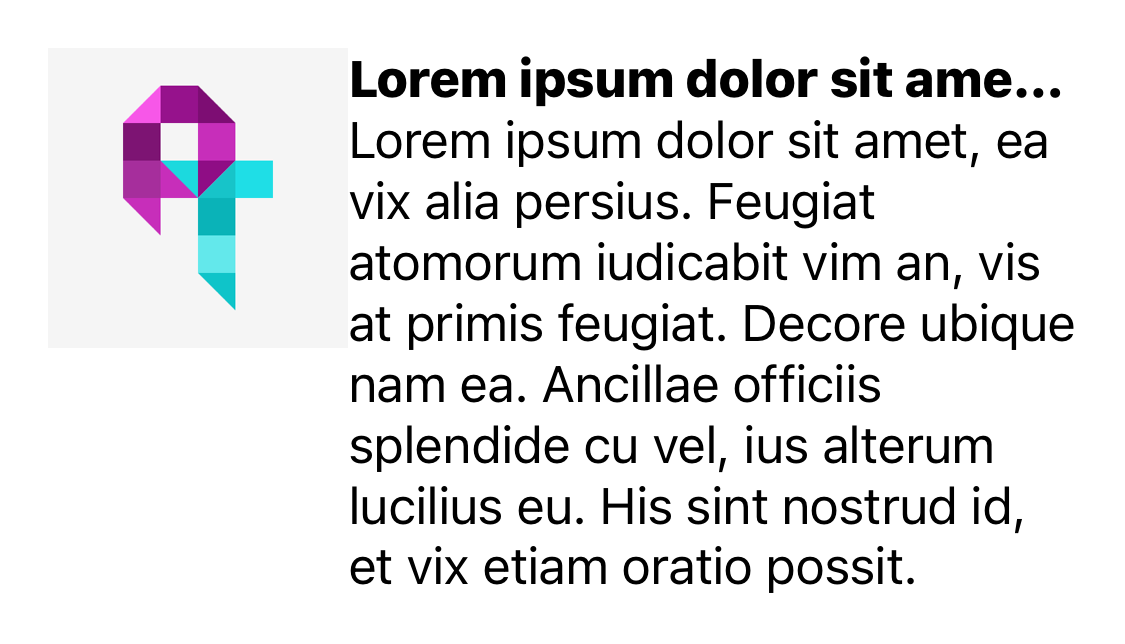 Lorem ipsum dolor sit ame...
Lorem ipsum dolor sit amet, ea
vix alia persius. Feugiat
atomorum iudicabit vim an, vis
at primis feugiat. Decore ubique
nam ea. Ancillae officiis
splendide cu vel, ius alterum
lucilius eu. His sint nostrud id,
et vix etiam oratio possit.